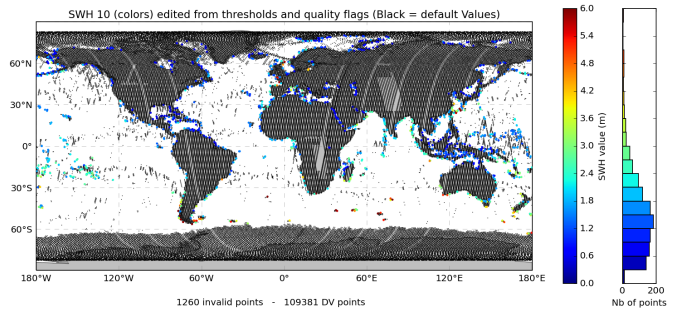 SWH 10 (colors) edited from thresholds and quality flags (Black = default Values)
60°N
30°N
0°
30°S
60°S
180°W 120°W 60°W 0° 60°E 120°E 180°E
1260 invalid points - 109381 DV points
6.0
5.4
4.8
4.2
3.6
3.0
2.4
1.8
1.2
0.6
0.0
SWH value (m)
0 200
Nb of points